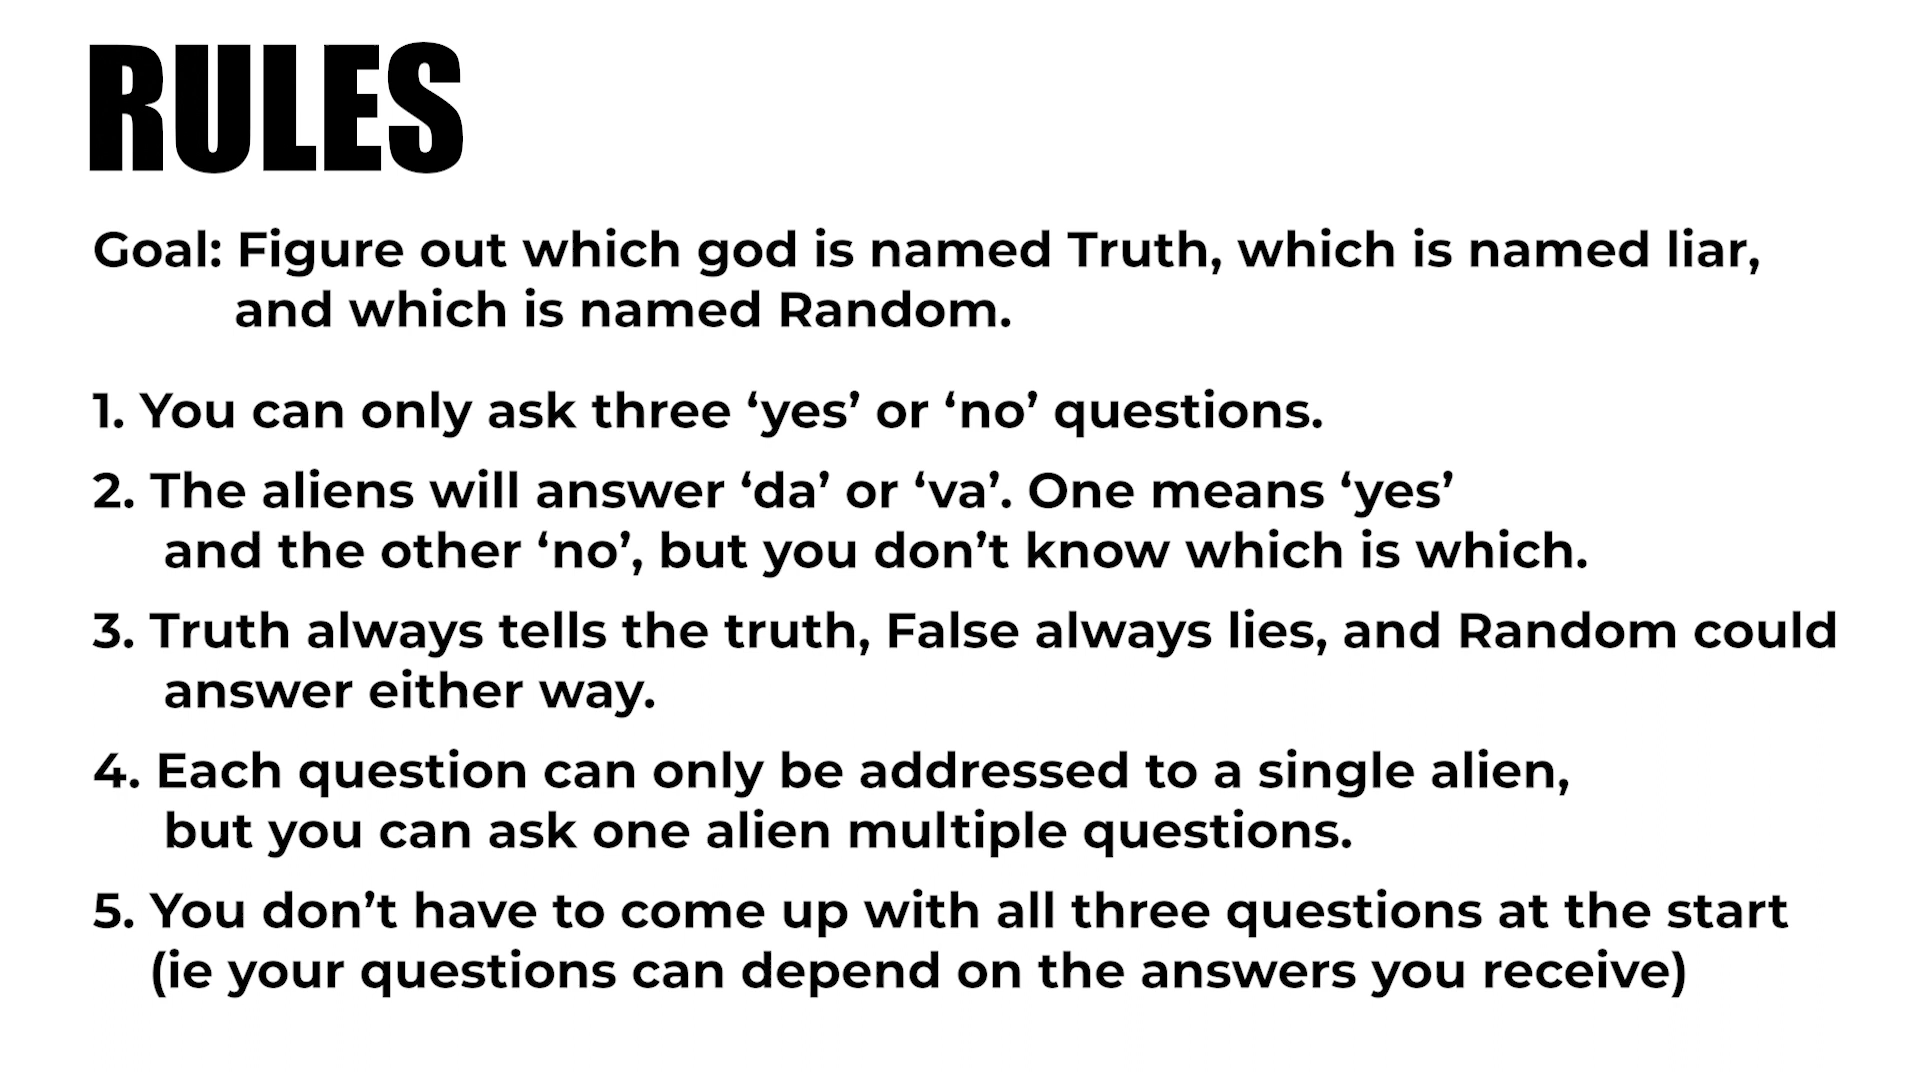 RULES
Goal: Figure out which god is named Truth, which is named liar,
and which is named Random.
1. You can only ask three ‘yes’ or ‘no’ questions.
2. The aliens will answer ‘da’ or ‘va’. One means ‘yes’
and the other ‘no’, but you don’t know which is which.
3. Truth always tells the truth, False always lies, and Random could
answer either way.
4. Each question can only be addressed to a single alien,
but you can ask one alien multiple questions.
5. You don’t have to come up with all three questions at the start
(ie your questions can depend on the answers you receive)